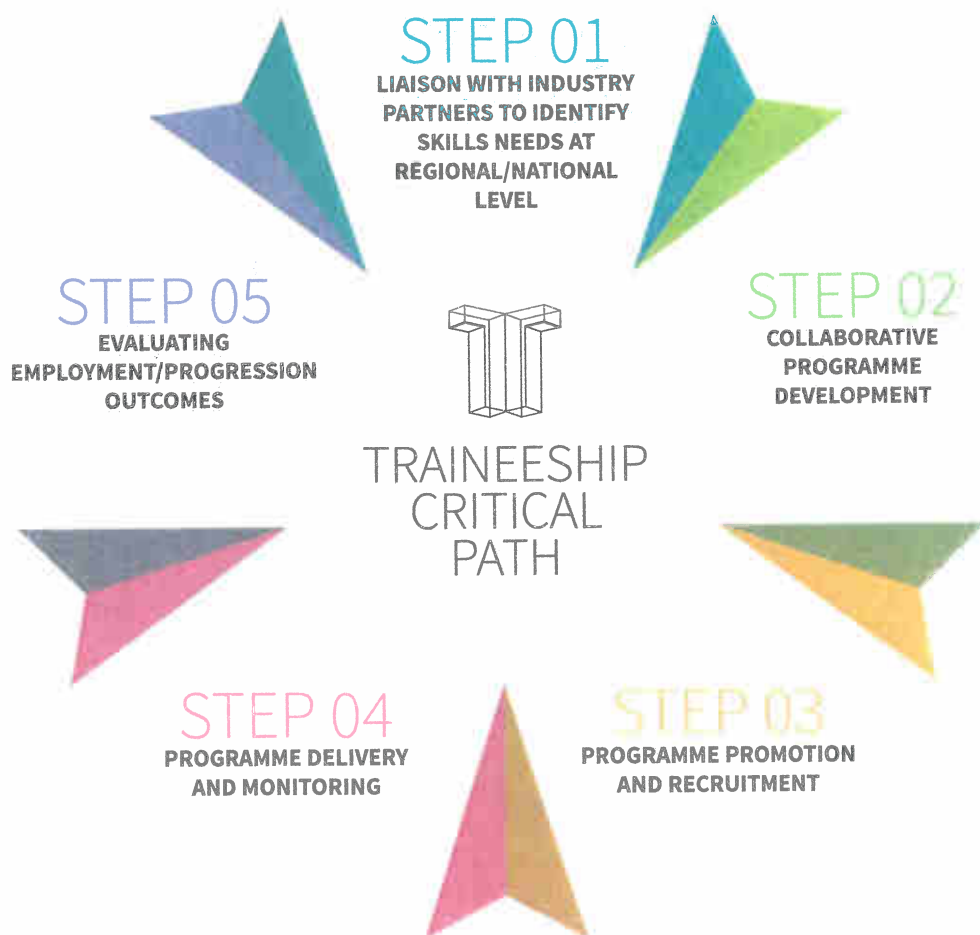 STEP 01
LIAISON WITH INDUSTRY
PARTNERS TO IDENTIFY
SKILLS NEEDS AT
REGIONAL/NATIONAL
LEVEL
STEP 02
COLLABORATIVE
PROGRAMME
DEVELOPMENT
STEP 03
PROGRAMME PROMOTION
AND RECRUITMENT
STEP 04
PROGRAMME DELIVERY
AND MONITORING
STEP 05
EVALUATING
EMPLOYMENT/PROGRESSION
OUTCOMES
TRAINEESHIP
CRITICAL
PATH